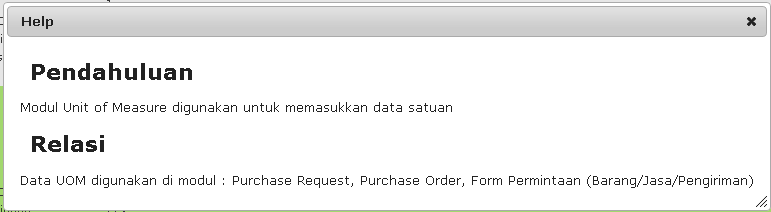 Help
Pendahuluan
Modul Unit of Measure digunakan untuk memasukkan data satuan
Relasi
Data UOM digunakan di modul : Purchase Request, Purchase Order, Form Permintaan (Barang/Jasa/Pengiriman)